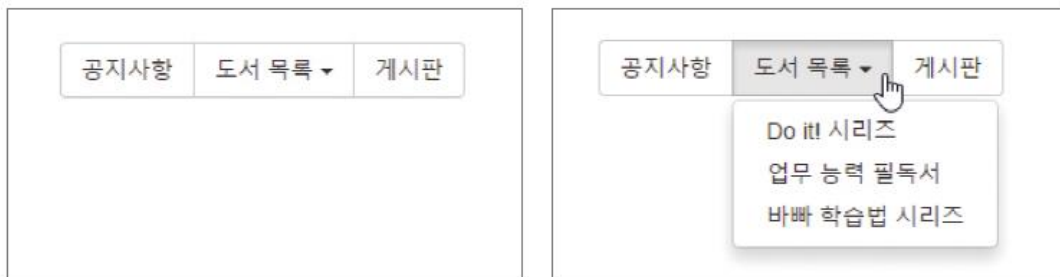 공지사항 도서 목록 게시판
공지사항 도서 목록 게시판
Do it! 시리즈
업무 능력 필독서
바빠 학습법 시리즈